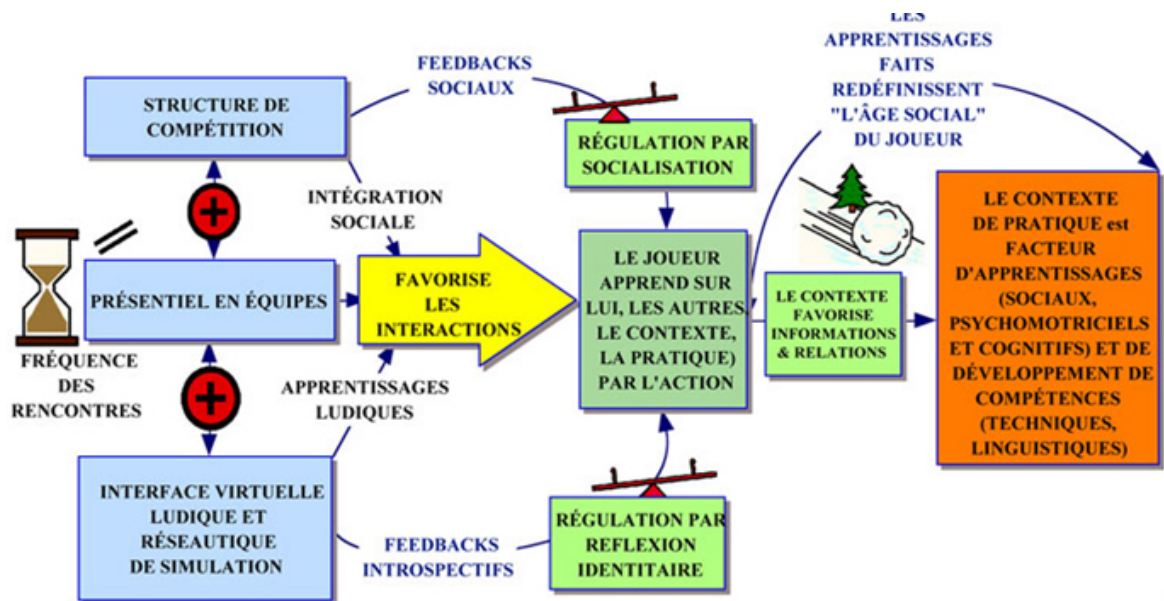 LES
APPRENTISSAGES
FAITS
REDÉFINISSENT
"L'ÂGE SOCIAL"
DU JOUEUR
FEEDBACKS
SOCIAUX
STRUCTURE DE
COMPÉTITION
RÉGULATION PAR
SOCIALISATION
INTÉGRATION
SOCIALE
PRÉSENTIEL EN ÉQUIPES
FAVORISE
LES
INTERACTIONS
LE JOUEUR
APPREND SUR
LUI, LES AUTRES,
LE CONTEXTE,
LA PRATIQUE)
PAR L'ACTION
LE CONTEXTE
FAVORISE
INFORMATIONS
& RELATIONS
LE CONTEXTE
DE PRATIQUE est
FACTEUR
D'APPRENTISSAGES
(SOCIAUX,
PSYCHOMOTRICIELS
ET COGNITIFS) ET DE
DÉVELOPPEMENT DE
COMPÉTENCES
(TECHNIQUES,
LINGUISTIQUES)
FRÉQUENCE
DES
RENCONTRES
APPRENTISSAGES
LUDIQUES
INTERFACE VIRTUELLE
LUDIQUE ET
RÉSEAUTIQUE
DE SIMULATION
FEEDBACKS
INTROSPECTIFS
RÉGULATION PAR
REFLEXION
IDENTITAIRE